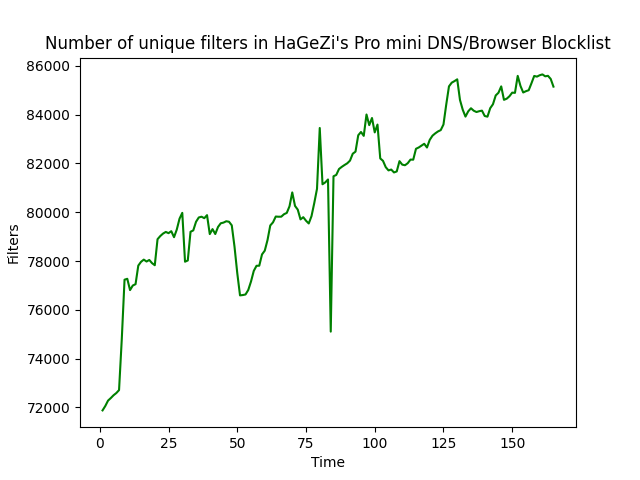 Number of unique filters in HaGeZi's Pro mini DNS/Browser Blocklist
86000
84000
82000
80000
78000
76000
74000
72000
Filters
0 25 50 75 100 125 150
Time